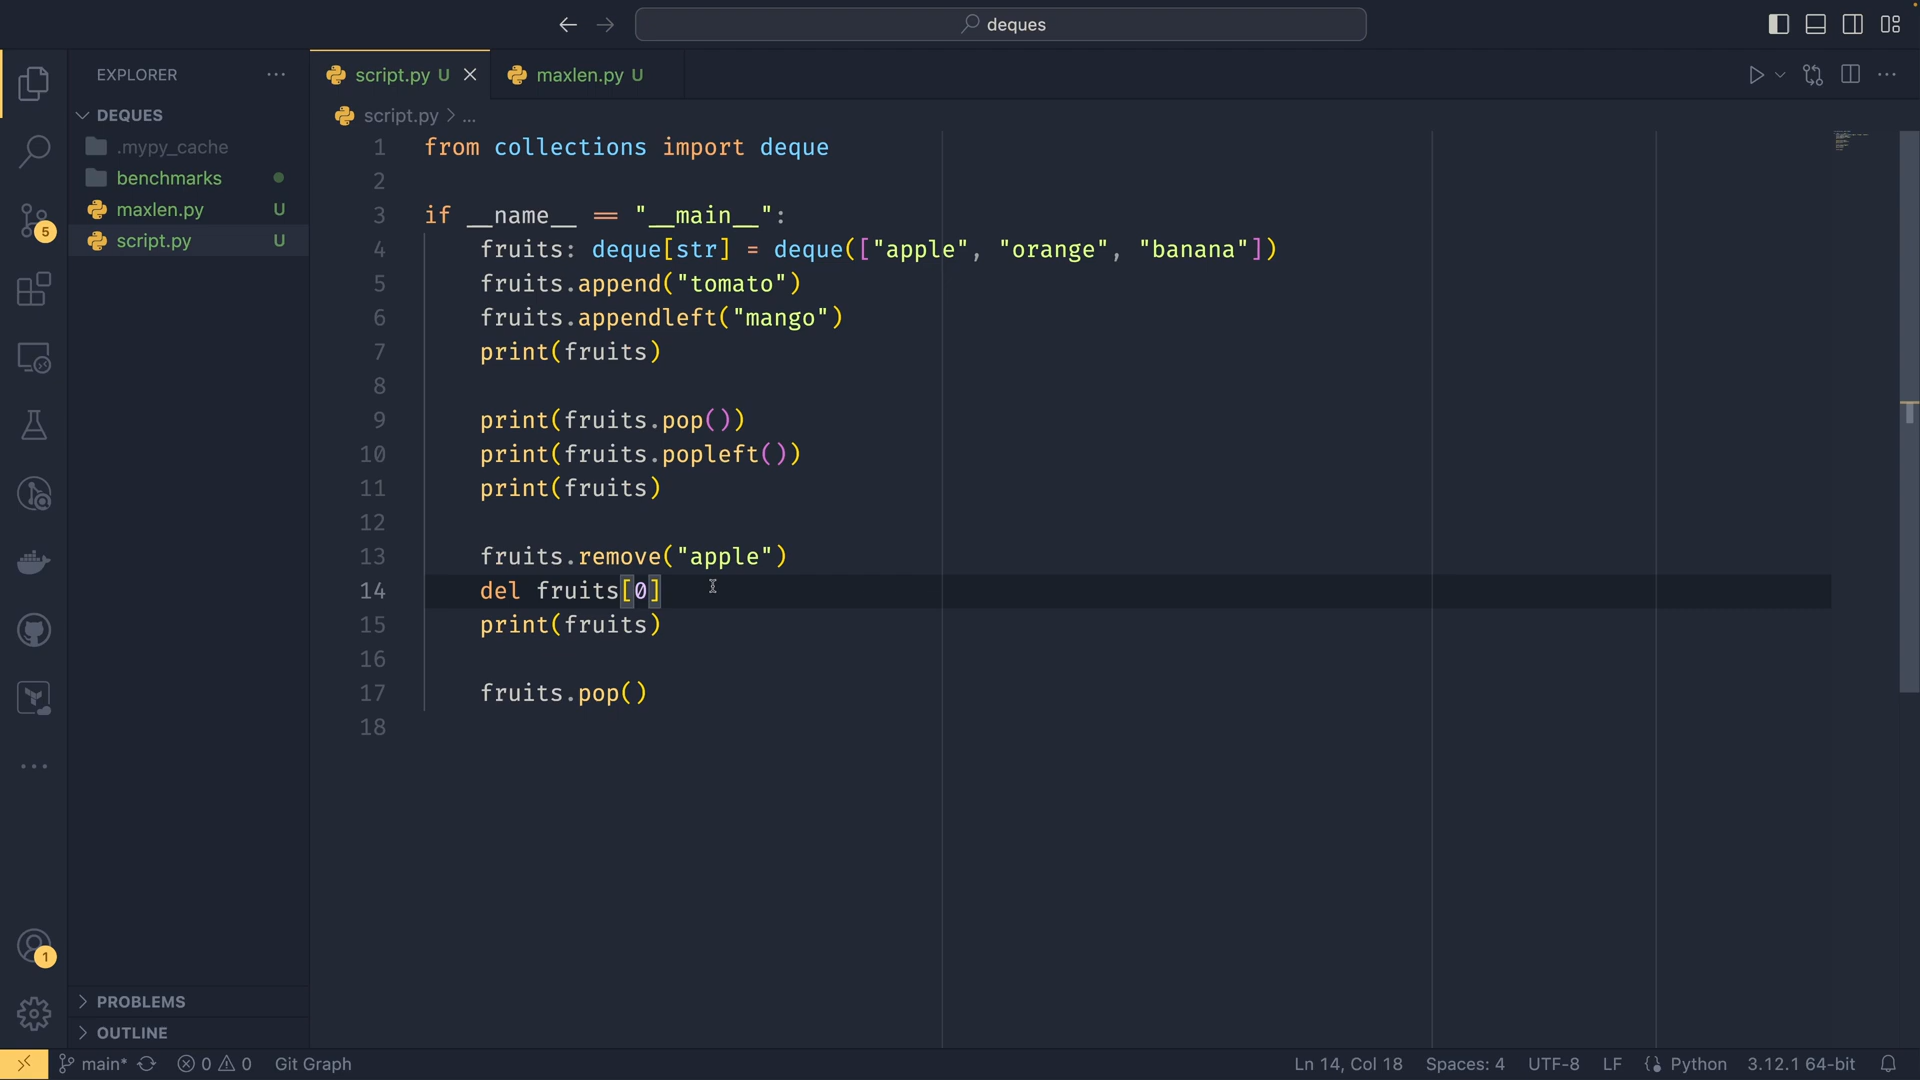 deques
EXPLORER
DEQUES
.mypy_cache
benchmarks
maxlen.py U
script.py U
5
1
PROBLEMS
OUTLINE
script.py U
maxlen.py U
script.py > ...
1 from collections import deque
2
3 if __name__ == "__main__":
4 fruits: deque[str] = deque(["apple", "orange", "banana"])
5 fruits.append("tomato")
6 fruits.appendleft("mango")
7 print(fruits)
8
9 print(fruits.pop())
10 print(fruits.popleft())
11 print(fruits)
12
13 fruits.remove("apple")
14 del fruits[0]
15 print(fruits)
16
17 fruits.pop()
18
main* 0 0 Git Graph
Ln 14, Col 18 Spaces: 4 UTF-8 LF Python 3.12.1 64-bit